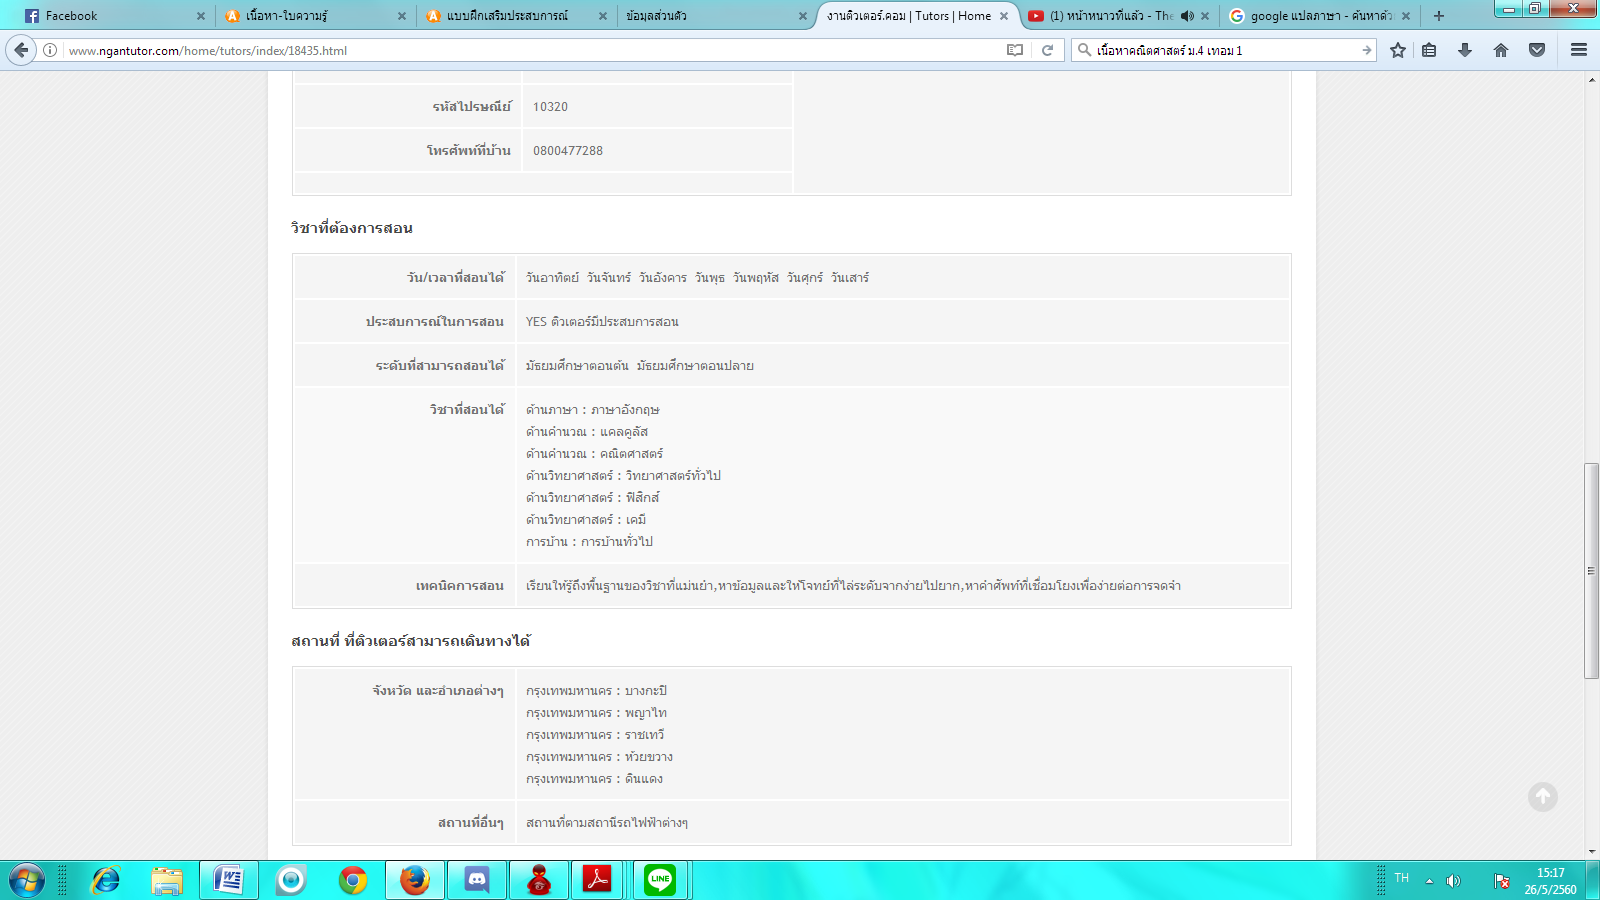 Facebook
เนื้อหา-ใบความรู้
แบบฝึกเสริมประสบการณ์
ข้อมูลส่วนตัว
งานติวเตอร์.คอม | Tutors | Home
(1) หน้าหนาวที่แล้ว - The
google แปลภาษา - ค้นหาด้ว
www.ngantutor.com/home/tutors/index/18435.html
เนื้อหาคณิตศาสตร์ ม.4 เทอม 1
รหัสไปรษณีย์ 10320
โทรศัพท์ที่บ้าน 0800477288
วิชาที่ต้องการสอน
วัน/เวลาที่สอนได้ วันอาทิตย์ วันจันทร์ วันอังคาร วันพุธ วันพฤหัส วันศุกร์ วันเสาร์
ประสบการณ์ในการสอน YES ติวเตอร์มีประสบการสอน
ระดับที่สามารถสอนได้ มัธยมศึกษาตอนต้น มัธยมศึกษาตอนปลาย
วิชาที่สอนได้ ด้านภาษา : ภาษาอังกฤษ
ด้านคำนวณ : แคลคูลัส
ด้านคำนวณ : คณิตศาสตร์
ด้านวิทยาศาสตร์ : วิทยาศาสตร์ทั่วไป
ด้านวิทยาศาสตร์ : ฟิสิกส์
ด้านวิทยาศาสตร์ : เคมี
การบ้าน : การบ้านทั่วไป
เทคนิคการสอน เรียนให้รู้ถึงพื้นฐานของวิชาที่แม่นยำ,หาข้อมูลและให้โจทย์ที่ไล่ระดับจากง่ายไปยาก,หาคำศัพท์ที่เชื่อมโยงเพื่อง่ายต่อการจดจำ
สถานที่ ที่ติวเตอร์สามารถเดินทางได้
จังหวัด และอำเภอต่างๆ กรุงเทพมหานคร : บางกะปิ
กรุงเทพมหานคร : พญาไท
กรุงเทพมหานคร : ราชเทวี
กรุงเทพมหานคร : ห้วยขวาง
กรุงเทพมหานคร : ดินแดง
สถานที่อื่นๆ สถานที่ตามสถานีรถไฟฟ้าต่างๆ
LINE
TH
15:17
26/5/2560